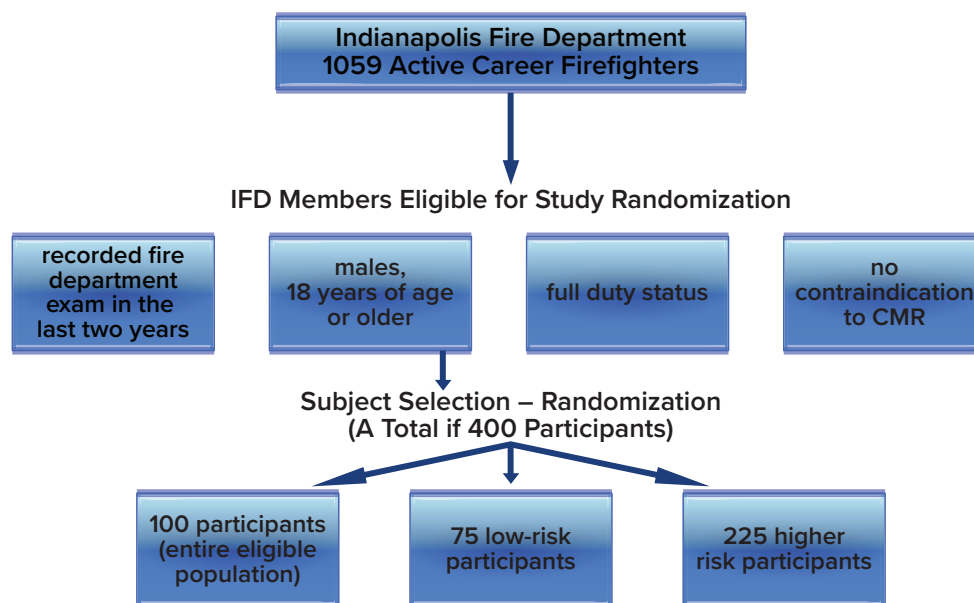 Indianapolis Fire Department
1059 Active Career Firefighters
IFD Members Eligible for Study Randomization
recorded fire
department
exam in the
last two years
males,
18 years of age
or older
full duty status
no
contraindication
to CMR
Subject Selection – Randomization
(A Total if 400 Participants)
100 participants
(entire eligible
population)
75 low-risk
participants
225 higher
risk participants